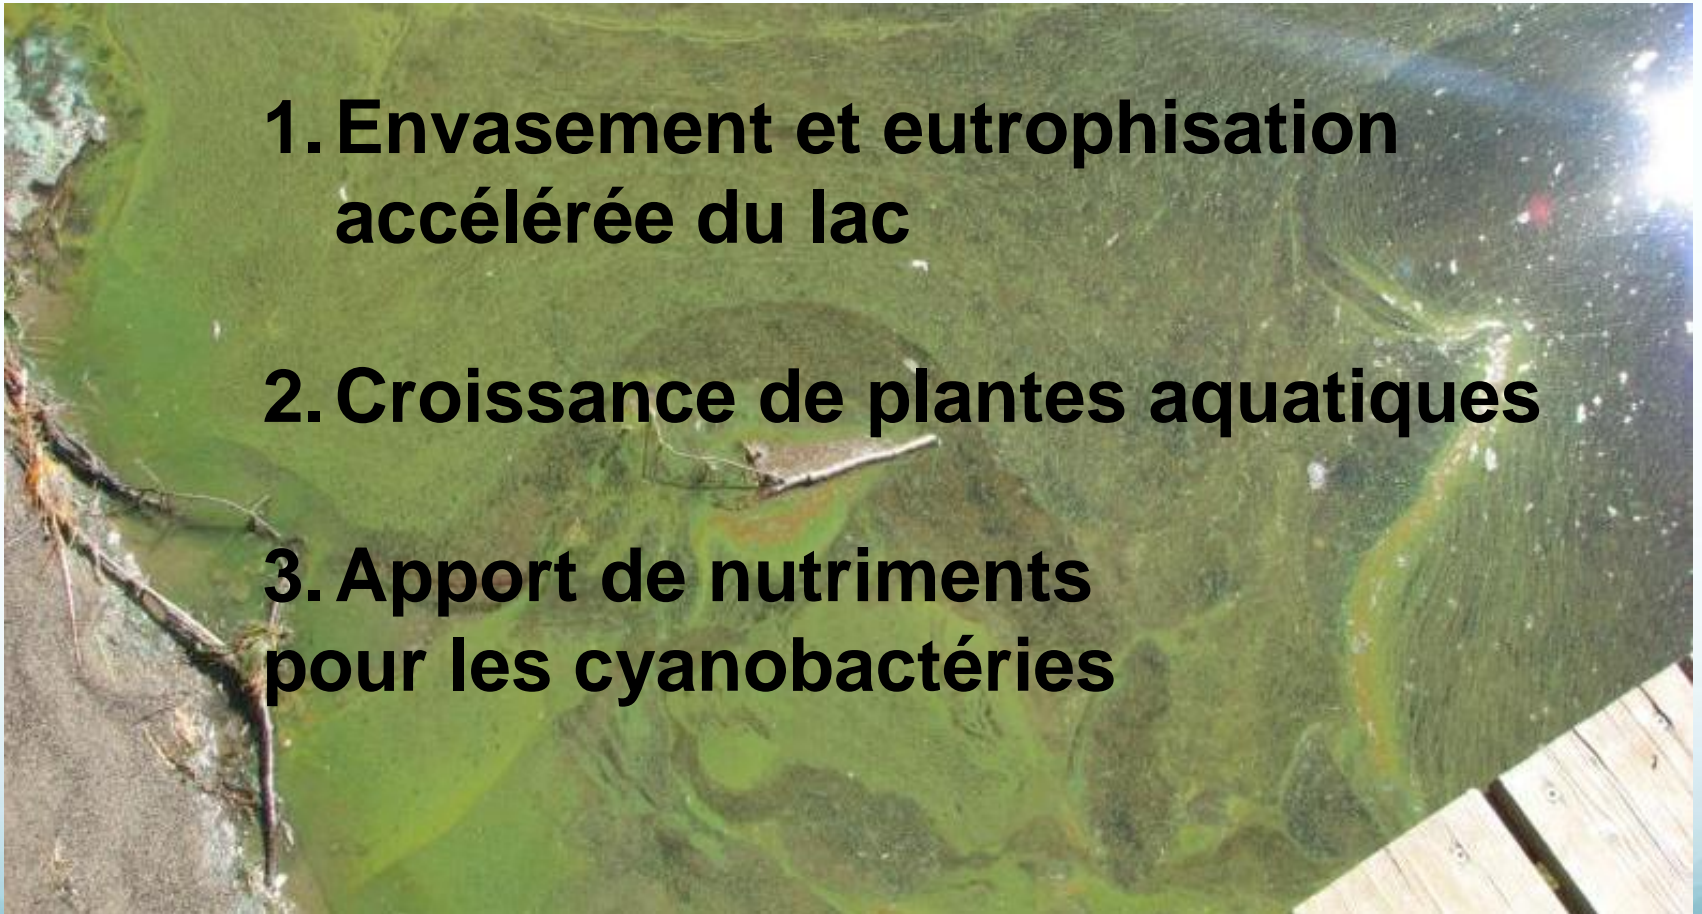 1. Envasement et eutrophisation
accélérée du lac
2. Croissance de plantes aquatiques
3. Apport de nutriments
pour les cyanobactéries